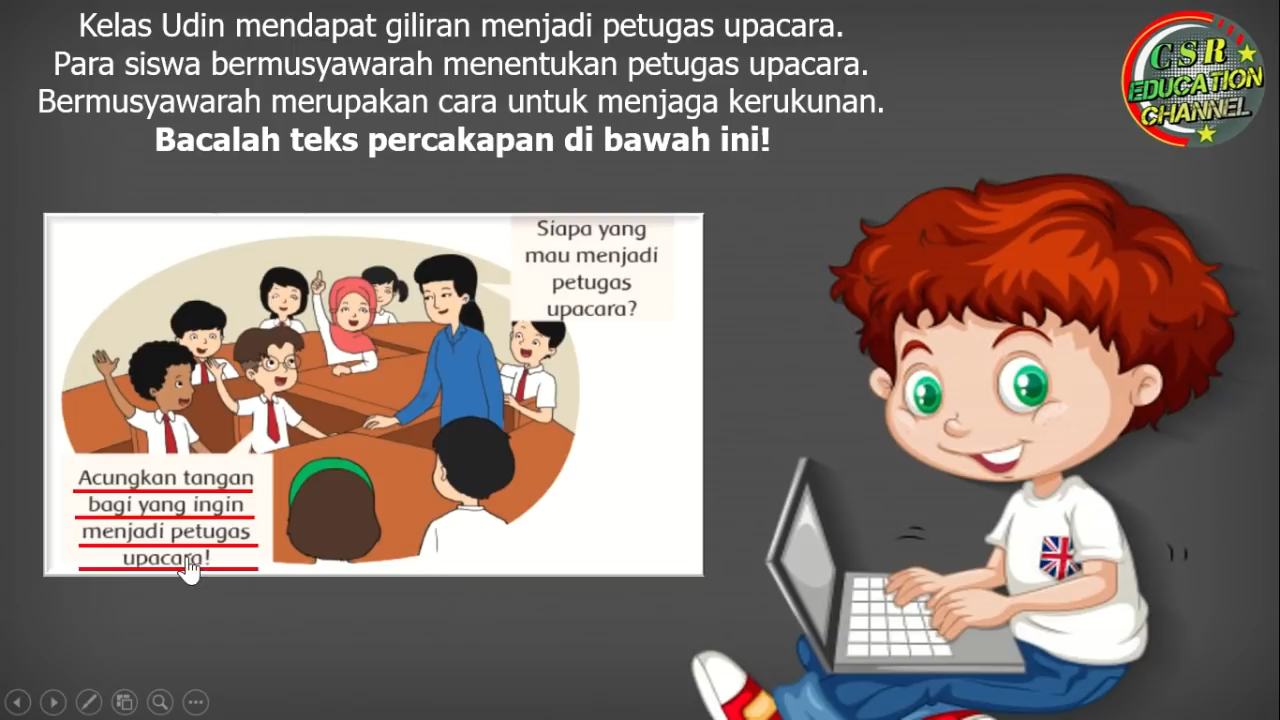 Kelas Udin mendapat giliran menjadi petugas upacara.
Para siswa bermusyawarah menentukan petugas upacara.
Bermusyawarah merupakan cara untuk menjaga kerukunan.
Bacalah teks percakapan di bawah ini!
CSR
EDUCATION
CHANNEL
Siapa yang
mau menjadi
petugas
upacara?
Acungkan tangan
bagi yang ingin
menjadi petugas
upacara!